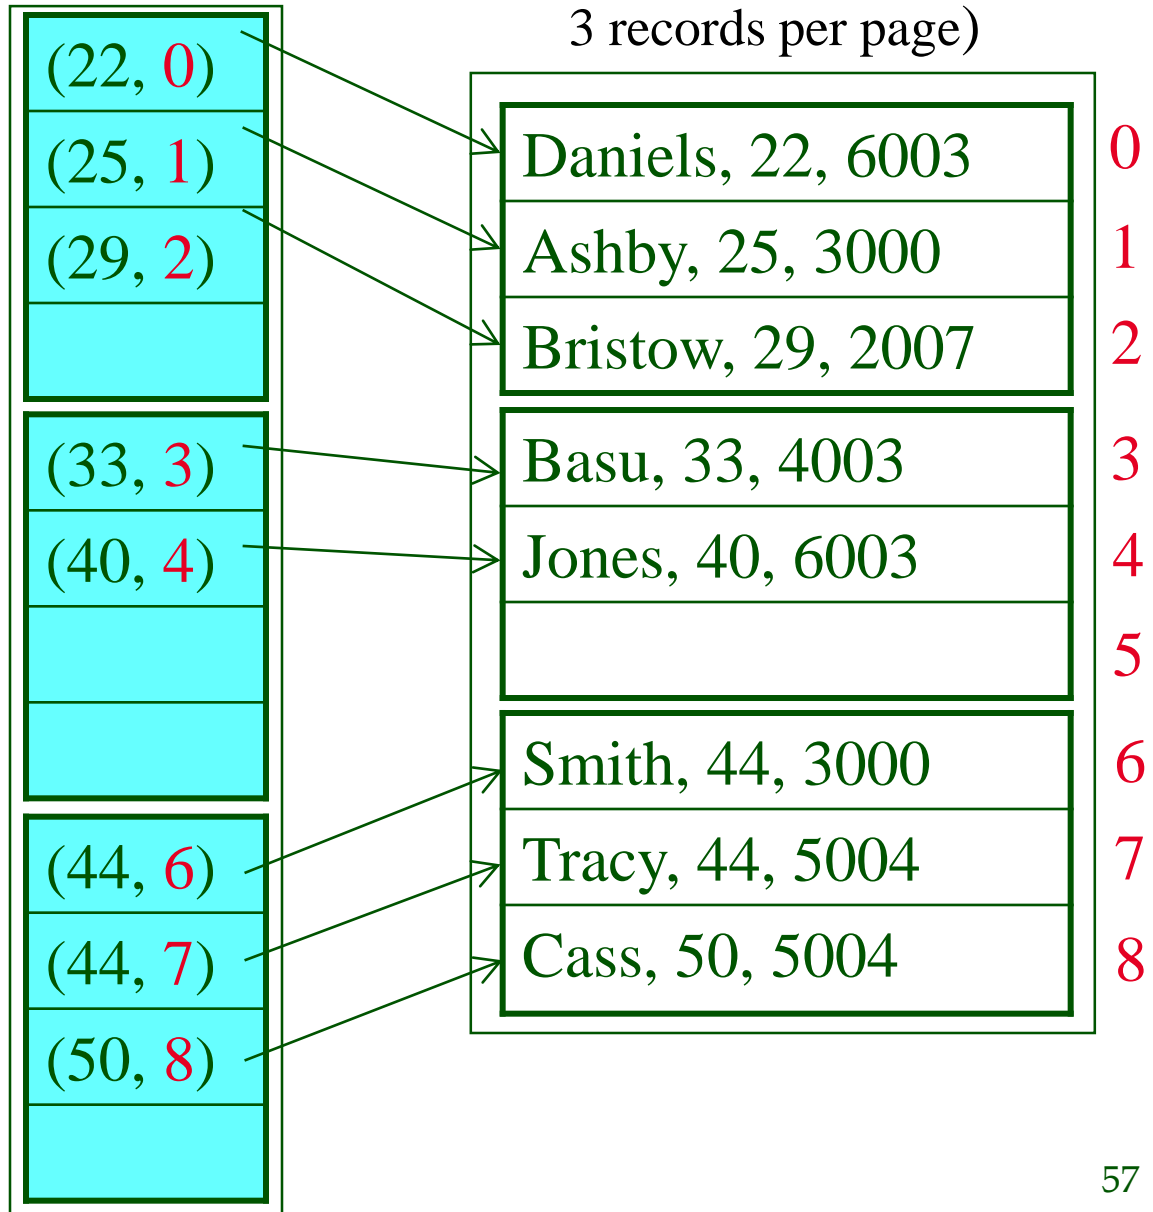 3 records per page)
(22, 0)
(25, 1)
(29, 2)
(33, 3)
(40, 4)
(44, 6)
(44, 7)
(50, 8)
Daniels, 22, 6003 0
Ashby, 25, 3000 1
Bristow, 29, 2007 2
Basu, 33, 4003 3
Jones, 40, 6003 4
5
Smith, 44, 3000 6
Tracy, 44, 5004 7
Cass, 50, 5004 8
57